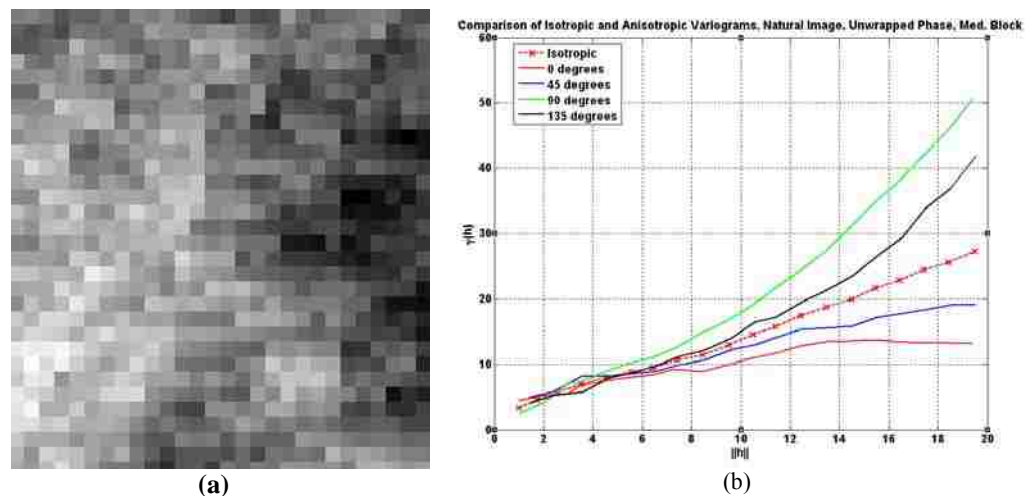 Comparison of Isotropic and Anisotropic Variograms, Natural Image, Unwrapped Phase, Med. Block
60
Isotropic
0 degrees
45 degrees
90 degrees
135 degrees
50
40
30
20
10
0
γ(h)
0 2 4 6 8 10 12 14 16 18 20
||h||
(a)
(b)